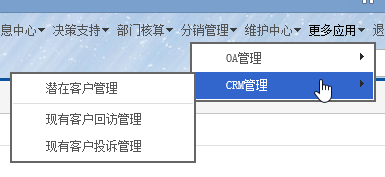 息中心 决策支持 部门核算 分销管理 维护中心 更多应用 退
OA管理
CRM管理
潜在客户管理
现有客户回访管理
现有客户投诉管理